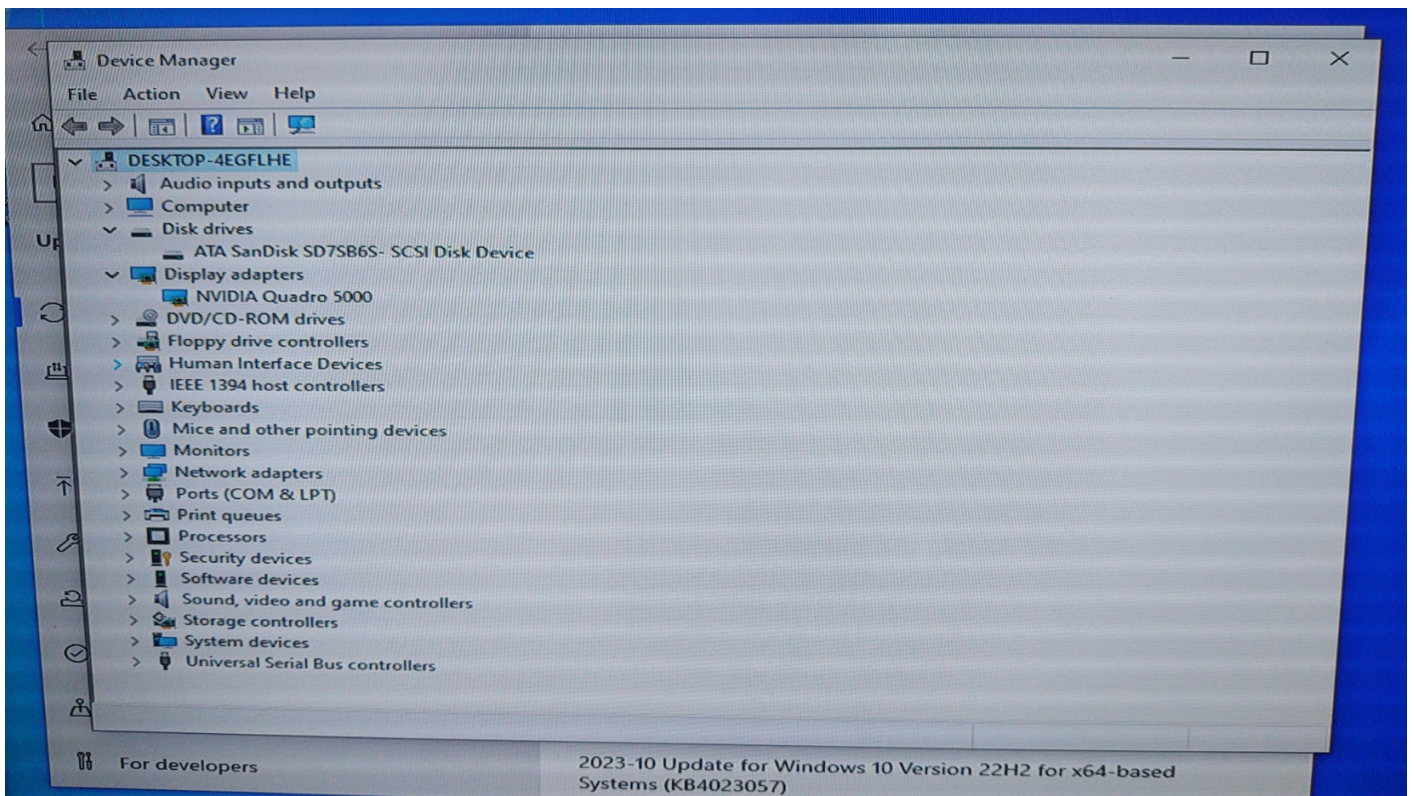 Device Manager
File Action View Help
DESKTOP-4EGFLHE
Audio inputs and outputs
Computer
Disk drives
Up
ATA SanDisk SD7SB6S- SCSI Disk Device
Display adapters
NVIDIA Quadro 5000
DVD/CD-ROM drives
Floppy drive controllers
Human Interface Devices
IEEE 1394 host controllers
Keyboards
Mice and other pointing devices
Monitors
Network adapters
Ports (COM & LPT)
Print queues
Processors
Security devices
Software devices
Sound, video and game controllers
Storage controllers
System devices
Universal Serial Bus controllers
For developers
2023-10 Update for Windows 10 Version 22H2 for x64-based
Systems (KB4023057)